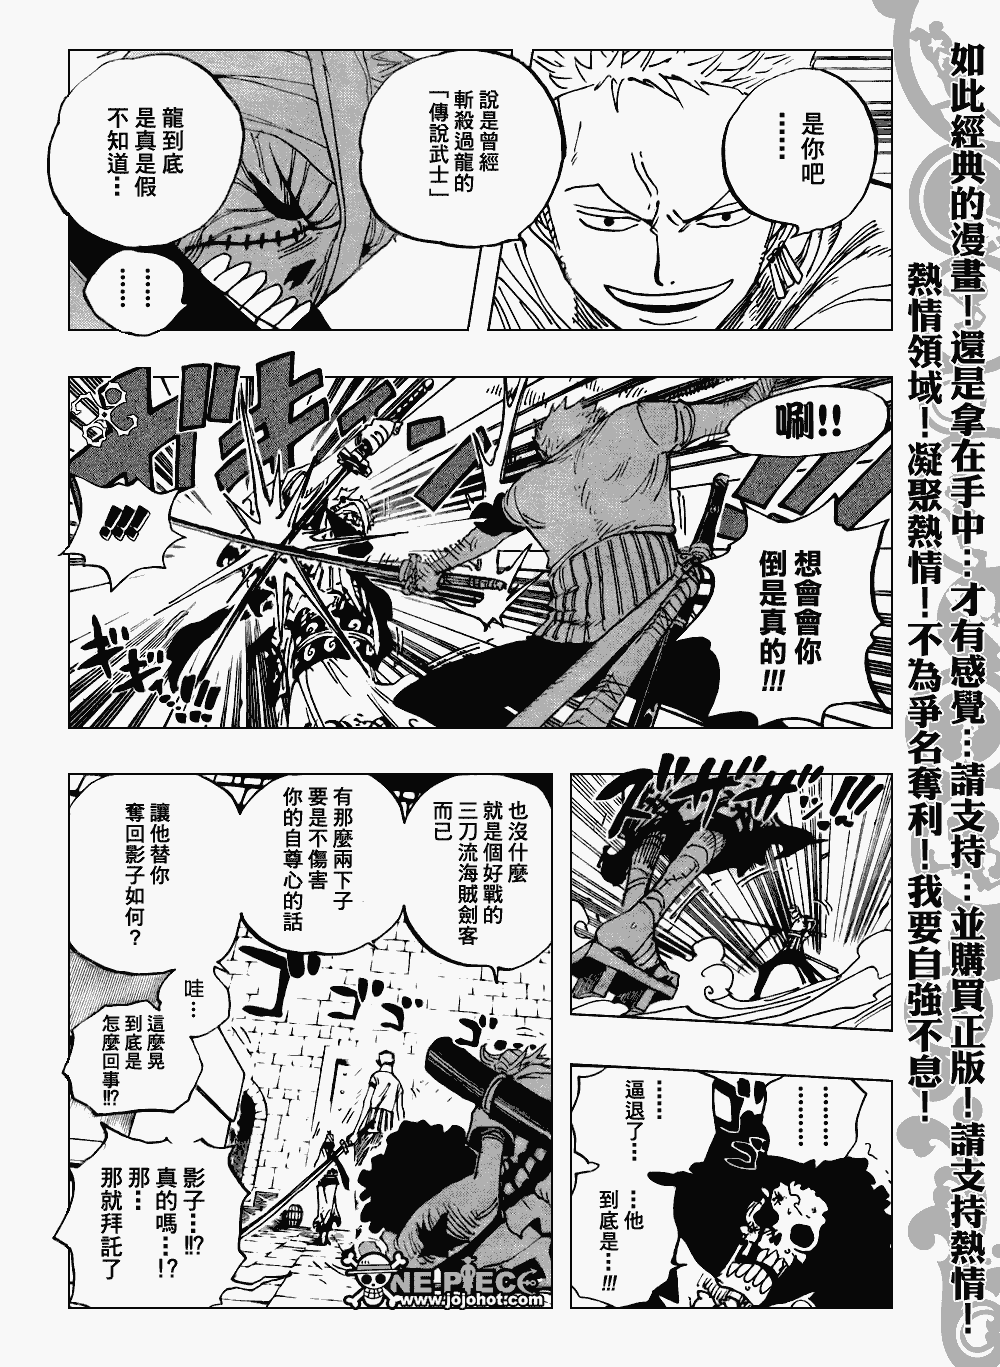 如此經典的漫畫！還是拿在手中…才有感覺…請支持…並購買正版！請支持熱情！
熱情領域！凝聚熱情！不為爭名奪利！我要自強不息！
是你吧
……
說是曾經
斬殺過龍的
「傳說武士」
龍到底
是真是假
不知道…
……
唰!!
想會會你
倒是真的!!!
!!!
也沒什麼
就是個好戰的
三刀流海賊劍客
而已
有那麼兩下子
要是不傷害
你的自尊心的話
讓他替你
奪回影子如何?
哇…
這麼晃
到底是
怎麼回事!!?
影子…!!?
真的嗎…!?
那…
那就拜託了
…………
……
逼退了…
…他
到底是…!!!
ONE PIECE
www.jojohot.com